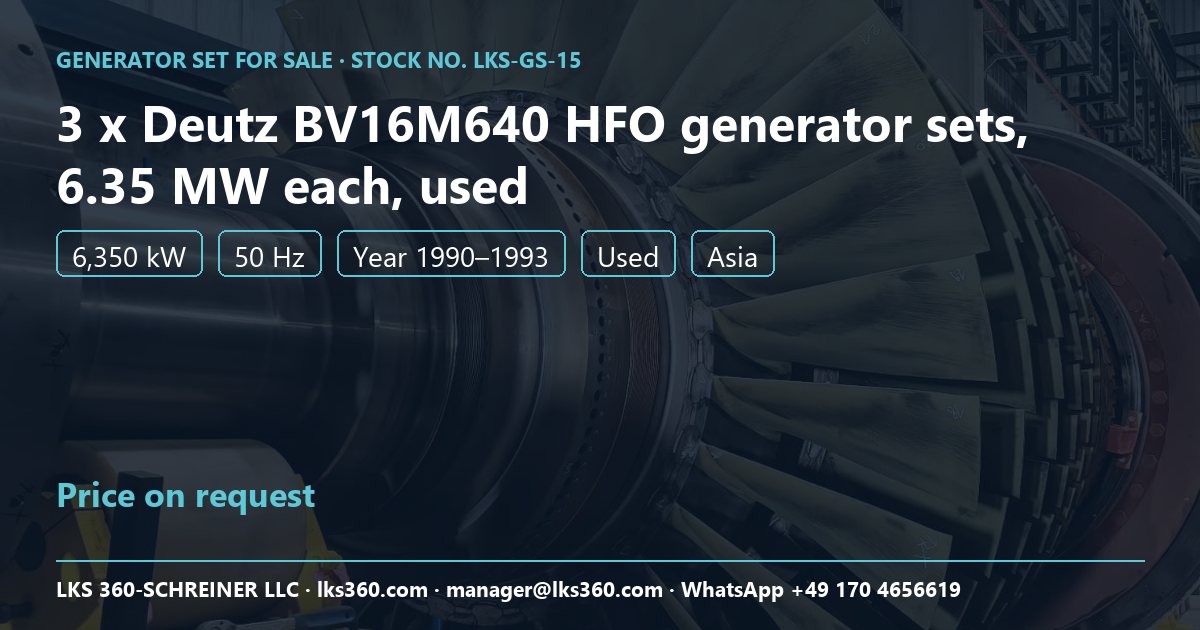 GENERATOR SET FOR SALE · STOCK NO. LKS-GS-15
3 x Deutz BV16M640 HFO generator sets,
6.35 MW each, used
6,350 kW
50 Hz
Year 1990–1993
Used
Asia
Price on request
LKS 360-SCHREINER LLC · lks360.com · manager@lks360.com · WhatsApp +49 170 4656619